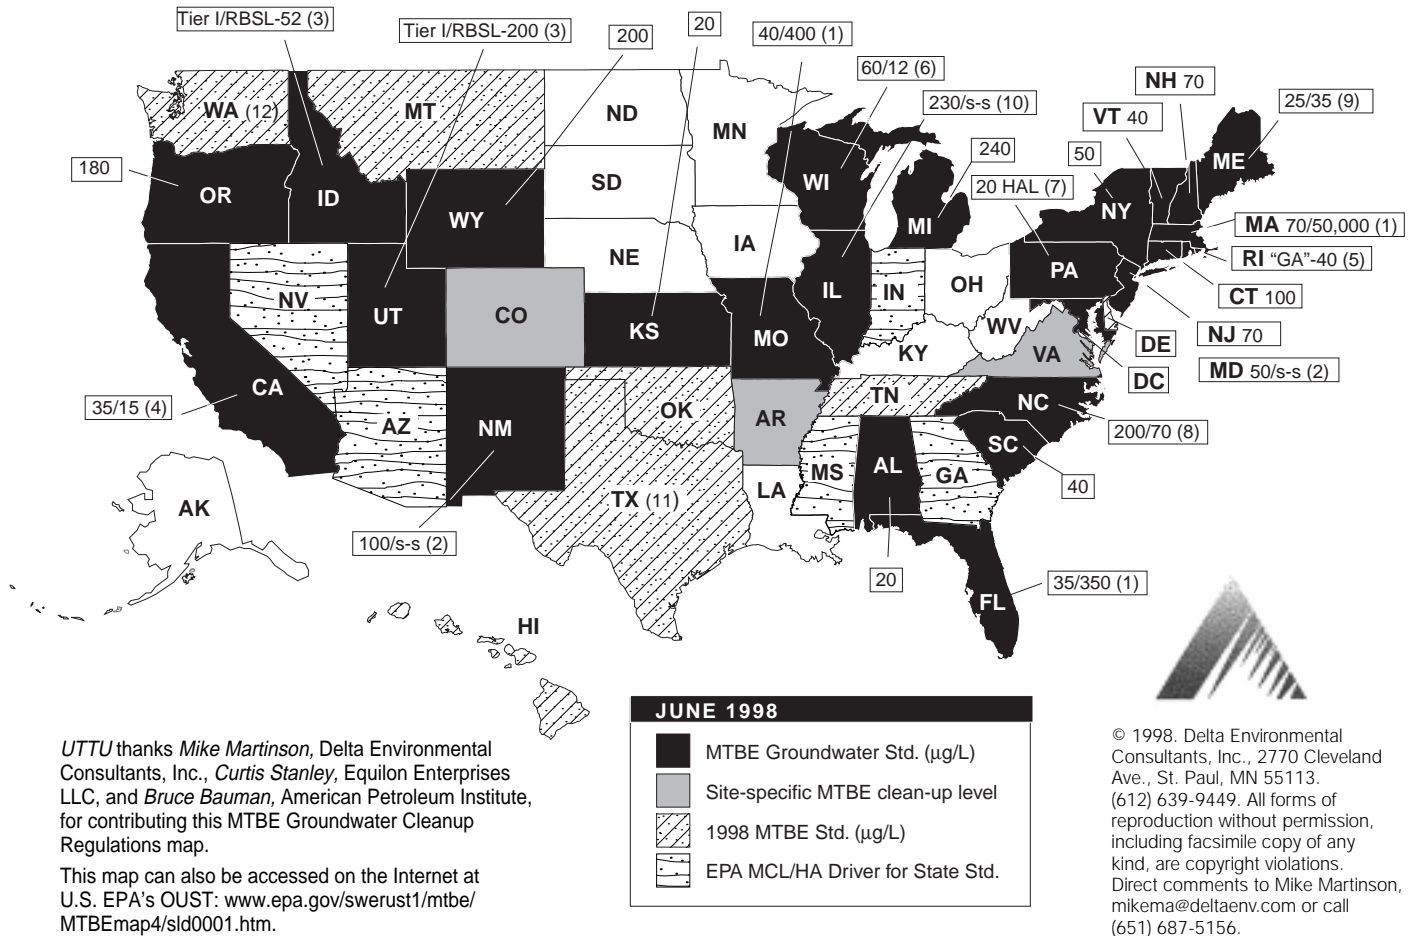 Tier I/RBSL-52 (3)
Tier I/RBSL-200 (3)
200
20
40/400 (1)
60/12 (6)
230/s-s (10)
240
20 HAL (7)
50
VT 40
NH 70
25/35 (9)
MA 70/50,000 (1)
RI “GA”-40 (5)
CT 100
NJ 70
DE
MD 50/s-s (2)
DC
200/70 (8)
40
35/350 (1)
20
100/s-s (2)
35/15 (4)
180
WA (12)
MT
ND
MN
OR
ID
WY
SD
WI
MI
NY
ME
NV
UT
CO
NE
IA
IL
IN
OH
PA
CA
KS
MO
KY
WV
VA
AZ
NM
OK
AR
TN
NC
SC
AK
TX (11)
LA
MS
AL
GA
FL
HI
JUNE 1998
MTBE Groundwater Std. (µg/L)
Site-specific MTBE clean-up level
1998 MTBE Std. (µg/L)
EPA MCL/HA Driver for State Std.
UTTU thanks Mike Martinson, Delta Environmental
Consultants, Inc., Curtis Stanley, Equilon Enterprises
LLC, and Bruce Bauman, American Petroleum Institute,
for contributing this MTBE Groundwater Cleanup
Regulations map.
This map can also be accessed on the Internet at
U.S. EPA’s OUST: www.epa.gov/swerust1/mtbe/
MTBEmap4/sld0001.htm.
© 1998. Delta Environmental
Consultants, Inc., 2770 Cleveland
Ave., St. Paul, MN 55113.
(612) 639-9449. All forms of
reproduction without permission,
including facsimile copy of any
kind, are copyright violations.
Direct comments to Mike Martinson,
mikema@deltaenv.com or call
(651) 687-5156.